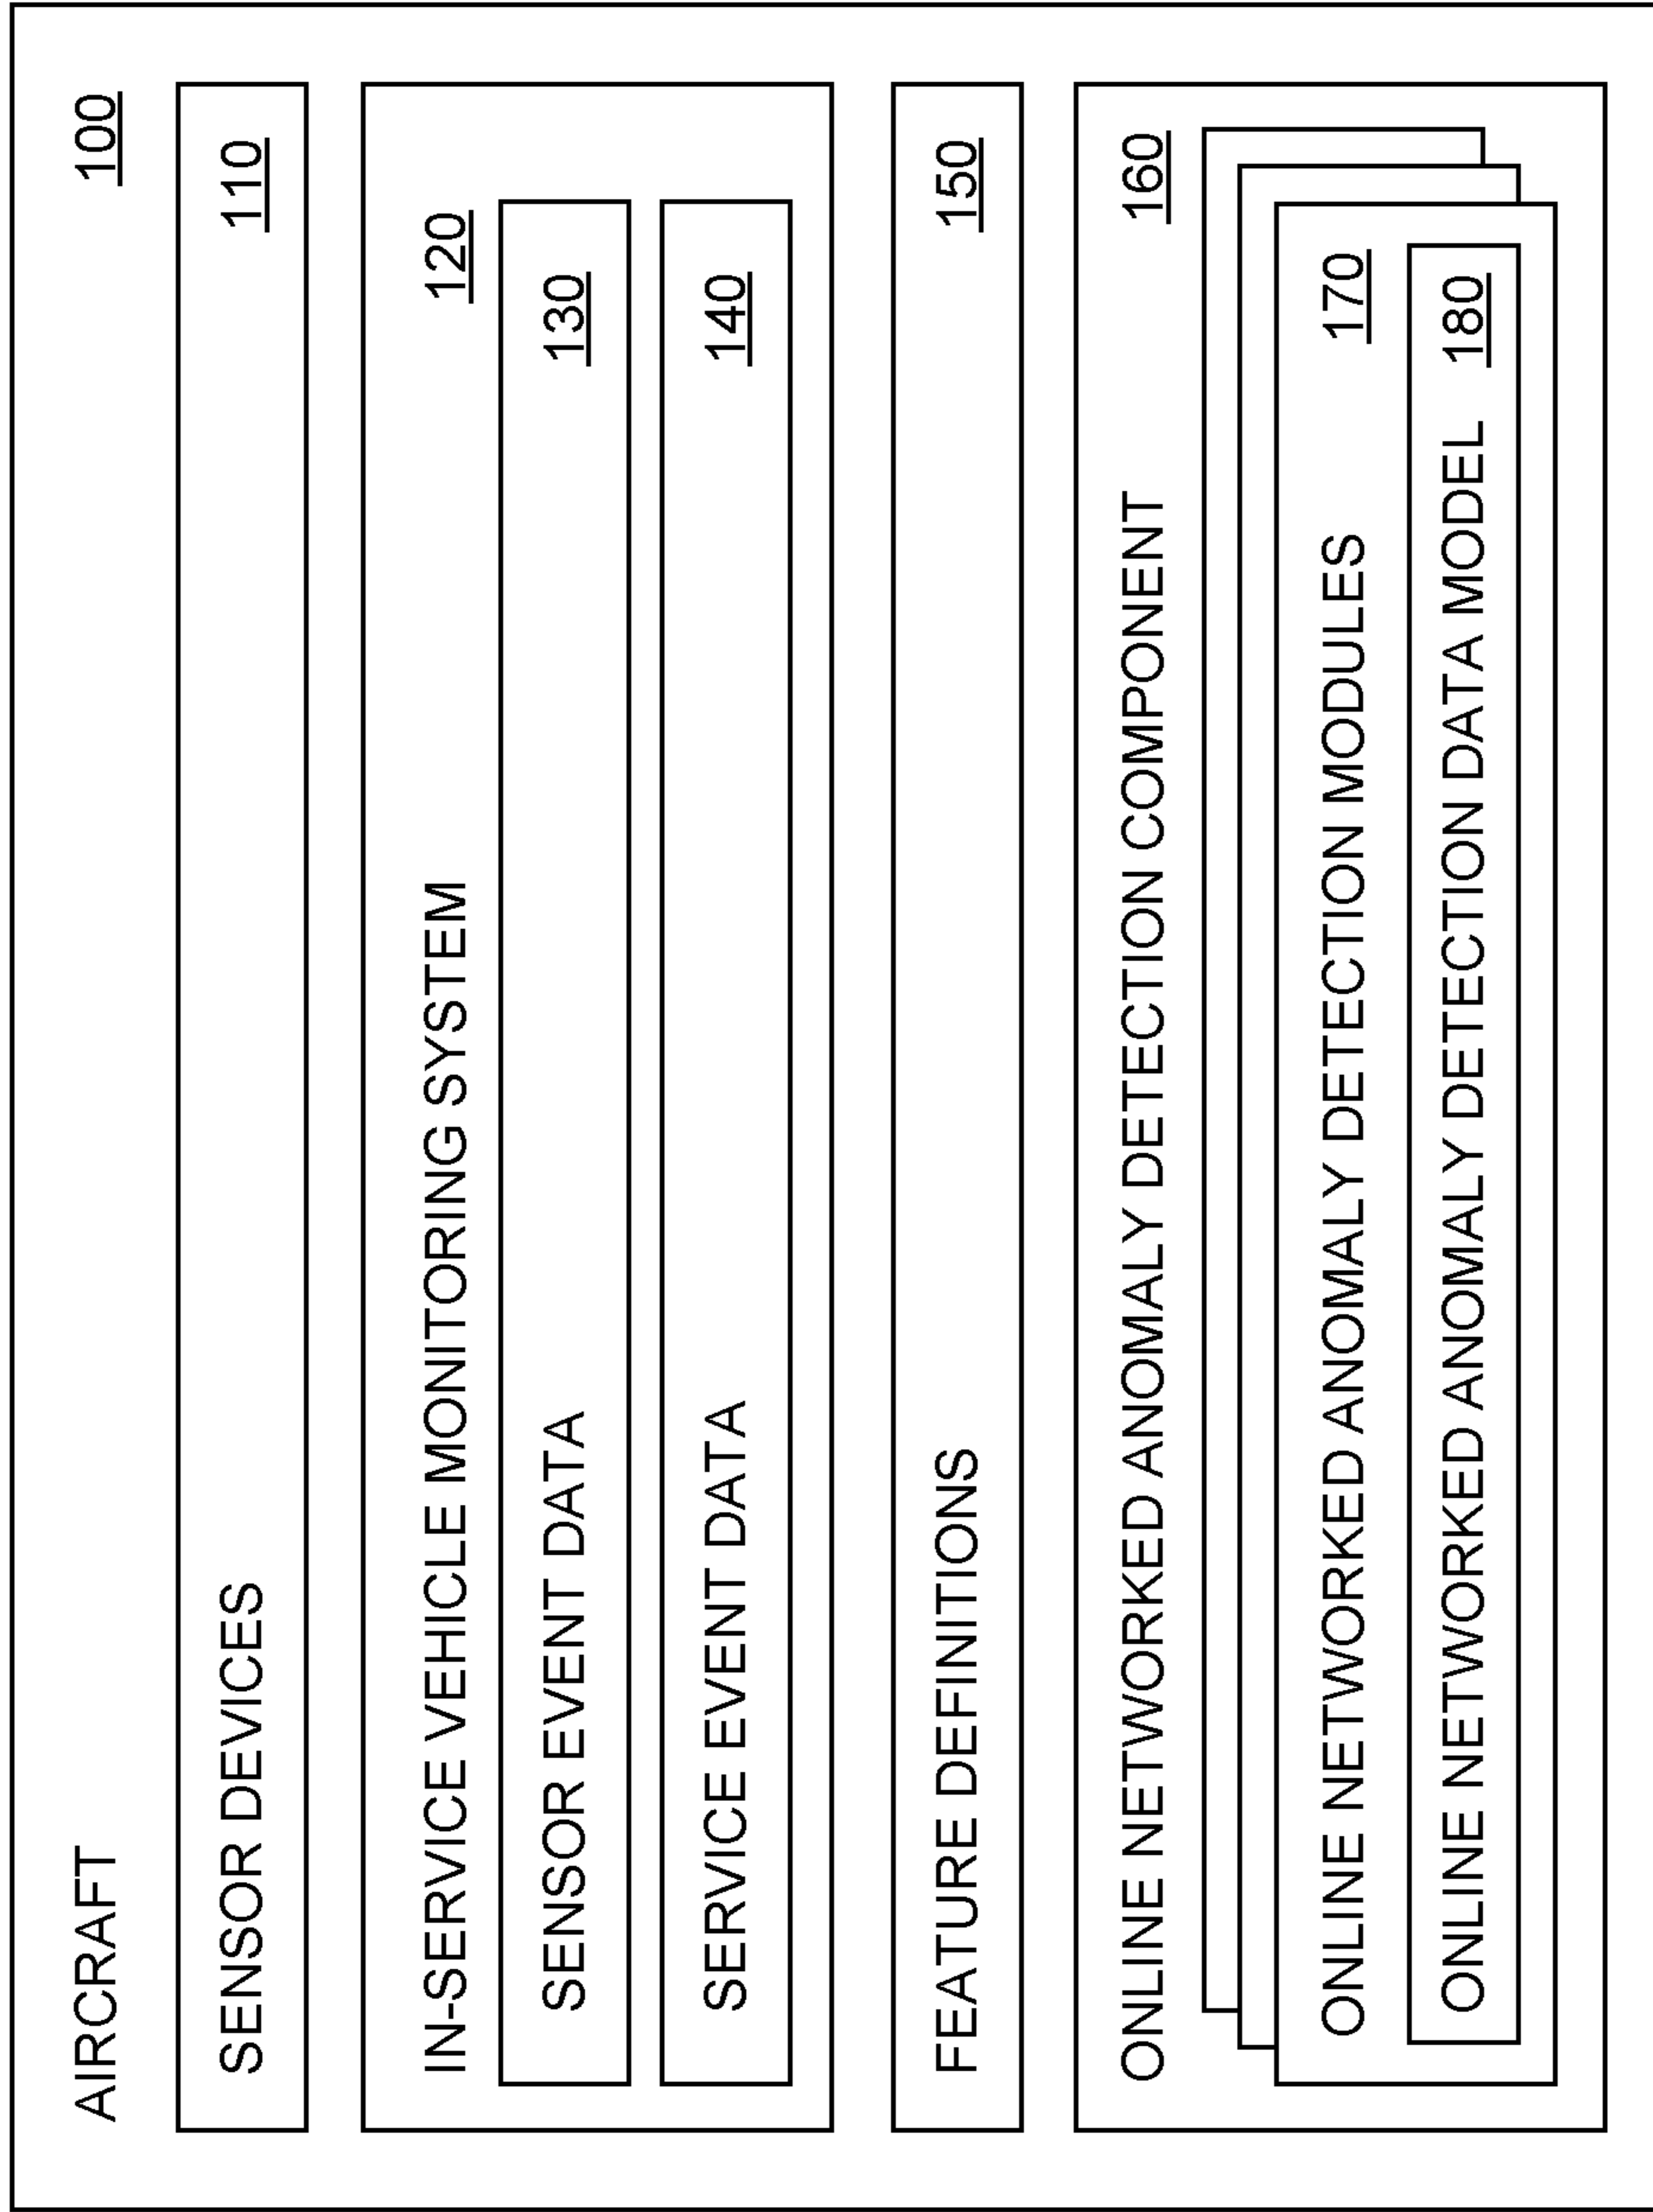 AIRCRAFT 100
SENSOR DEVICES 110
IN-SERVICE VEHICLE MONITORING SYSTEM 120
SENSOR EVENT DATA 130
SERVICE EVENT DATA 140
FEATURE DEFINITIONS 150
ONLINE NETWORKED ANOMALY DETECTION COMPONENT 160
ONLINE NETWORKED ANOMALY DETECTION MODULES 170
ONLINE NETWORKED ANOMALY DETECTION DATA MODEL 180